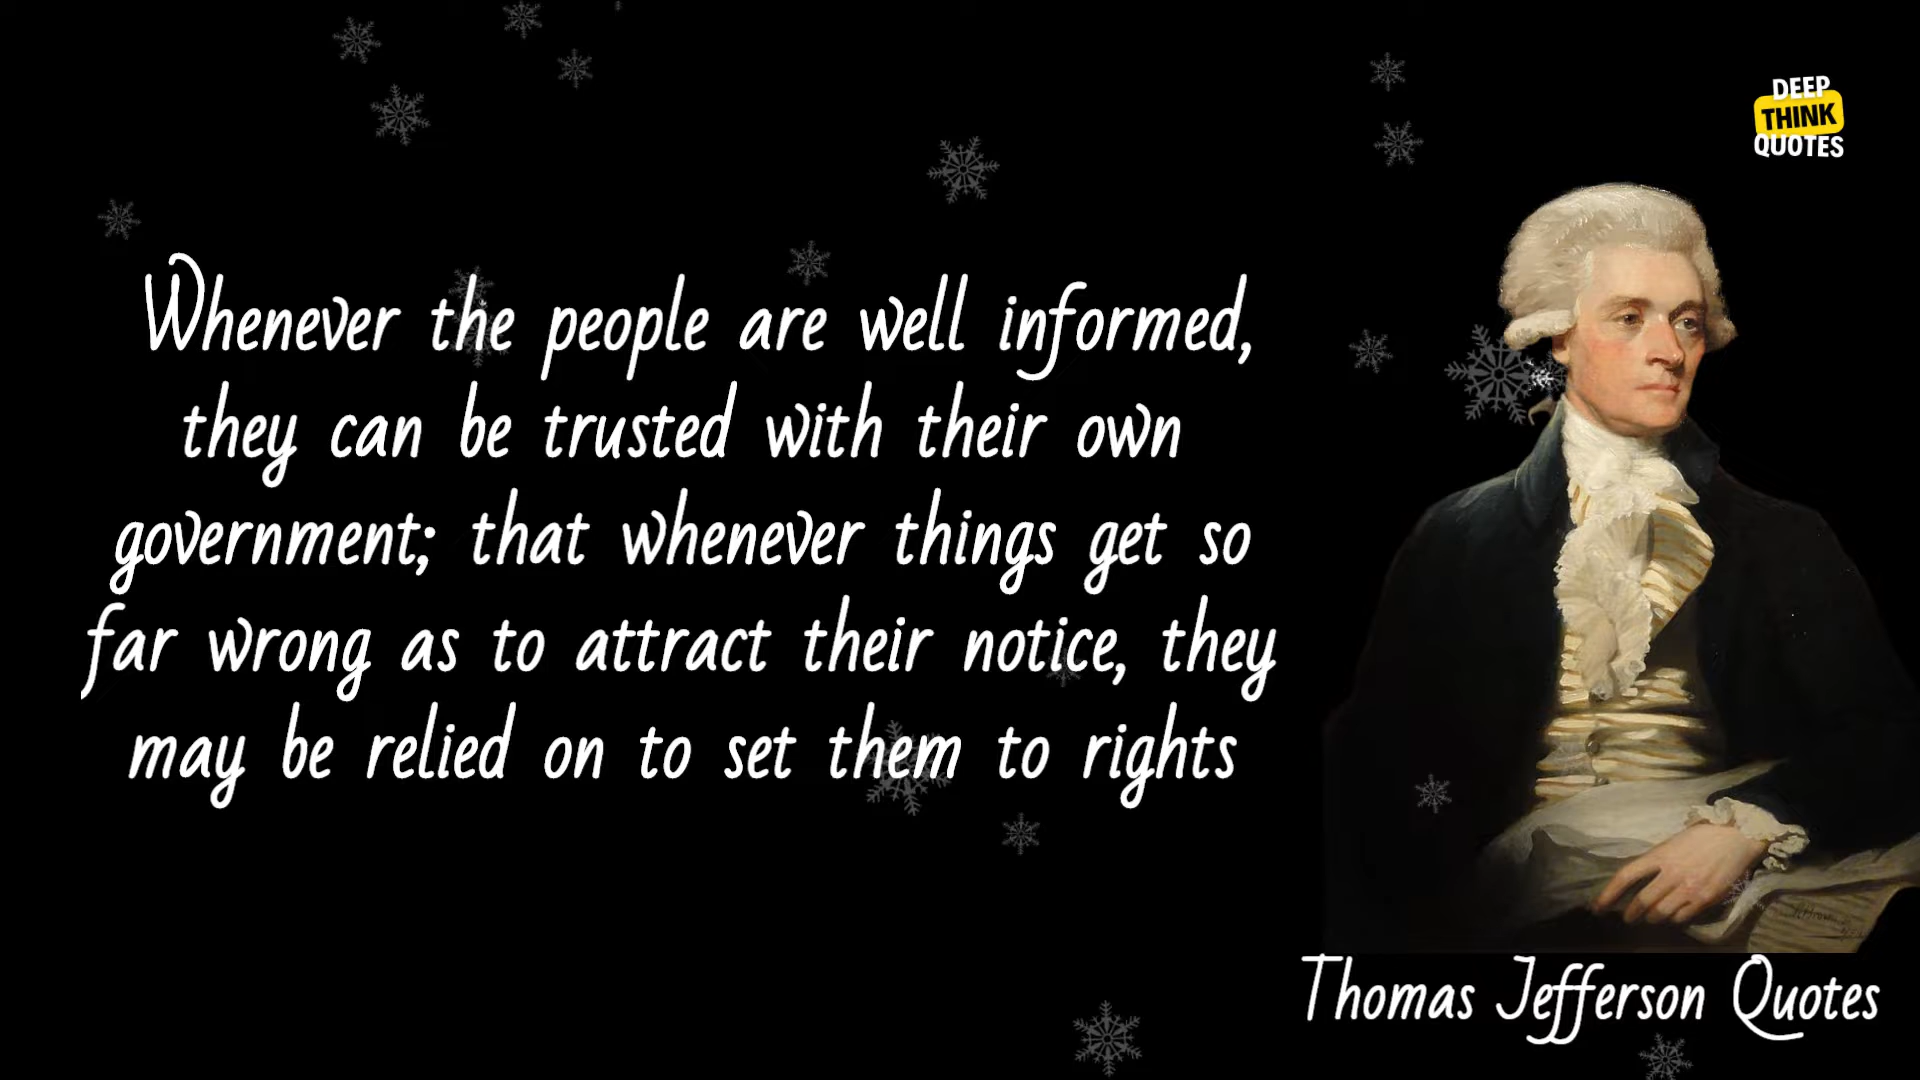 DEEP
THINK
QUOTES
Whenever the people are well informed,
they can be trusted with their own
government; that whenever things get so
far wrong as to attract their notice, they
may be relied on to set them to rights
Thomas Jefferson Quotes